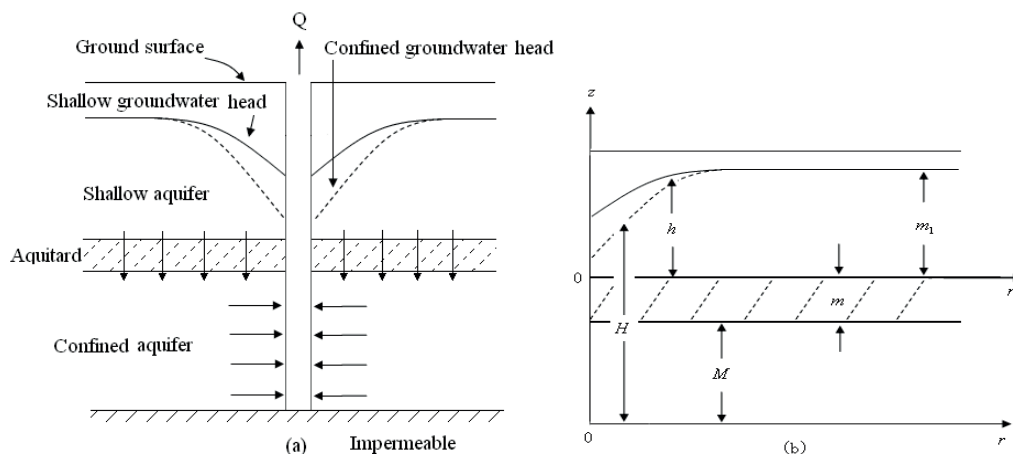 Q
Ground surface
Confined groundwater head
Shallow groundwater head
Shallow aquifer
Aquitard
Confined aquifer
(a)
Impermeable
z
h
m₁
0
r
m
H
M
0
(b)
r